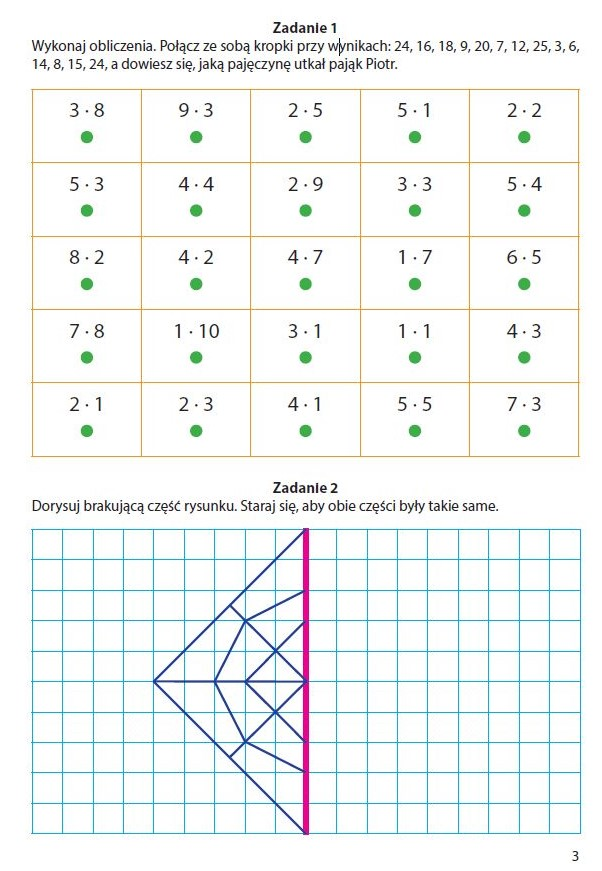 Zadanie 1
Wykonaj obliczenia. Połącz ze sobą kropki przy wynikach: 24, 16, 18, 9, 20, 7, 12, 25, 3, 6,
14, 8, 15, 24, a dowiesz się, jaką pajęczynę utkał pająk Piotr.
3 · 8 9 · 3 2 · 5 5 · 1 2 · 2
5 · 3 4 · 4 2 · 9 3 · 3 5 · 4
8 · 2 4 · 2 4 · 7 1 · 7 6 · 5
7 · 8 1 · 10 3 · 1 1 · 1 4 · 3
2 · 1 2 · 3 4 · 1 5 · 5 7 · 3
Zadanie 2
Dorysuj brakującą część rysunku. Staraj się, aby obie części były takie same.
3